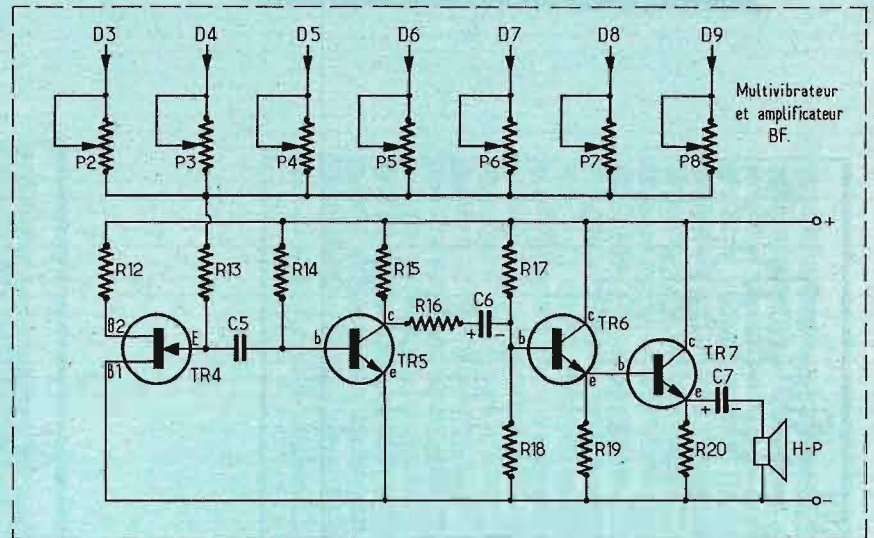 D3 D4 D5 D6 D7 D8 D9
Multivibrateur
et amplificateur
BF.
P2 P3 P4 P5 P6 P7 P8
+
R12 R13 R14 R15 R17
R16 C6
+ -
B2 E C5 c b c TR6
b TR5 b c TR7
B1 TR4 e e C7
e + -
R18 R19 R20 H-P
-